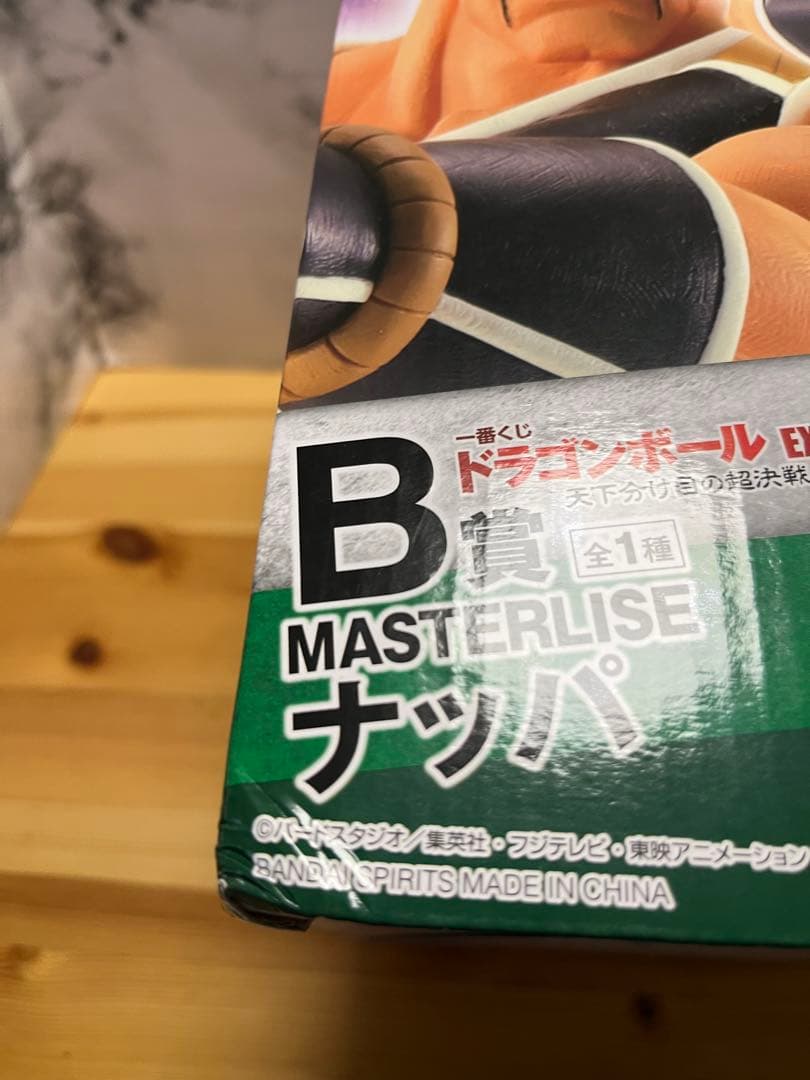 一番くじ
ドラゴンボール EX
天下分け目の超決戦
B賞 全1種
MASTERLISE
ナッパ
©バードスタジオ/集英社・フジテレビ・東映アニメーション
BANDAI SPIRITS MADE IN CHINA